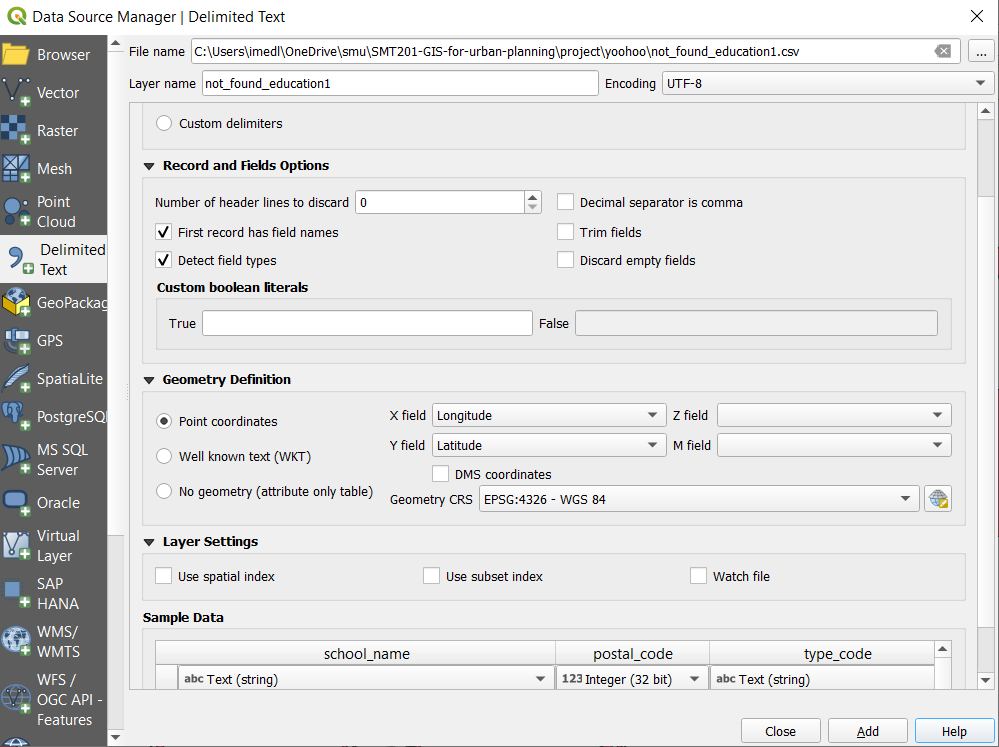 Data Source Manager | Delimited Text
File name C:\Users\imedl\OneDrive\smu\SMT201-GIS-for-urban-planning\project\yoohoo\not_found_education1.csv ...
Layer name not_found_education1 Encoding UTF-8
Browser
Vector
Raster
Mesh
Point
Cloud
Delimited
Text
GeoPackag
GPS
SpatiaLite
PostgreSQ
MS SQL
Server
Oracle
Virtual
Layer
SAP
HANA
WMS/
WMTS
WFS /
OGC API -
Features
Custom delimiters
Record and Fields Options
Number of header lines to discard 0 Decimal separator is comma
First record has field names Trim fields
Detect field types Discard empty fields
Custom boolean literals
True False
Geometry Definition
Point coordinates X field Longitude Z field
Y field Latitude M field
Well known text (WKT)
DMS coordinates
No geometry (attribute only table) Geometry CRS EPSG:4326 - WGS 84
Layer Settings
Use spatial index Use subset index Watch file
Sample Data
school_name postal_code type_code
abc Text (string) 123 Integer (32 bit) abc Text (string)
Close Add Help